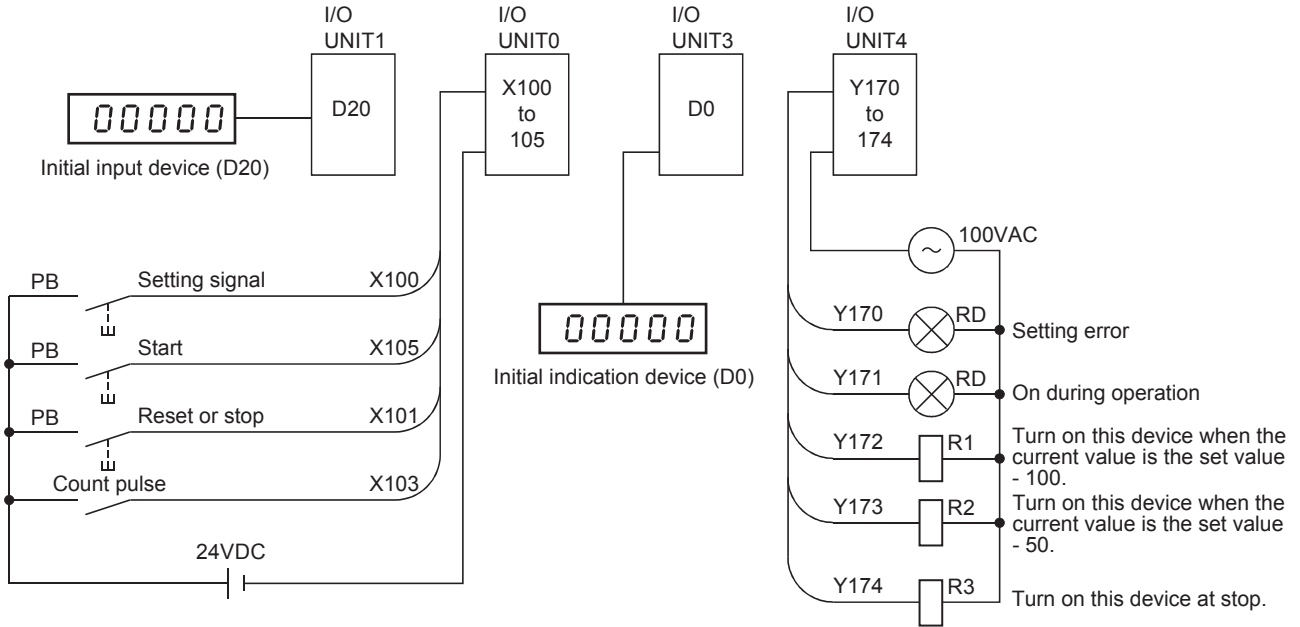 I/O
UNIT1
I/O
UNIT0
I/O
UNIT3
I/O
UNIT4
D20
X100
to
105
D0
Y170
to
174
00000
Initial input device (D20)
100VAC
PB Setting signal X100
PB Start X105
PB Reset or stop X101
Count pulse X103
24VDC
00000
Initial indication device (D0)
Y170 RD Setting error
Y171 RD On during operation
Y172 R1 Turn on this device when the
current value is the set value
- 100.
Y173 R2 Turn on this device when the
current value is the set value
- 50.
Y174 R3 Turn on this device at stop.